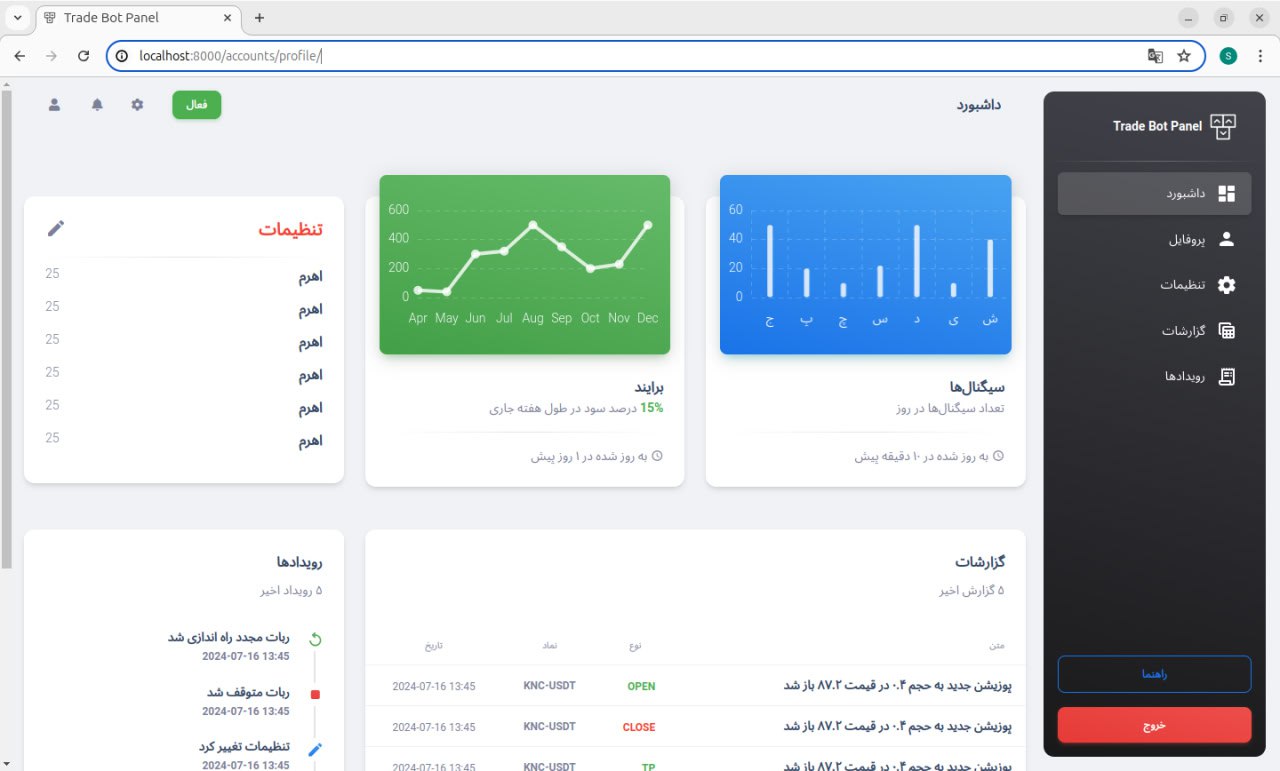 Trade Bot Panel
localhost:8000/accounts/profile/
S
Trade Bot Panel
داشبورد
پروفایل
تنظیمات
گزارشات
رویدادها
راهنما
خروج
داشبورد
فعال
60
40
20
0
ش ی د س چ پ ج
سیگنال‌ها
تعداد سیگنال‌ها در روز
به روز شده در ۱۰ دقیقه پیش
600
400
200
0
Apr May Jun Jul Aug Sep Oct Nov Dec
برایند
15% درصد سود در طول هفته جاری
به روز شده در ۱ روز پیش
تنظیمات
اهرم 25
اهرم 25
اهرم 25
اهرم 25
اهرم 25
اهرم 25
گزارشات
۵ گزارش اخیر
متن نوع نماد تاریخ
پوزیشن جدید به حجم ۰.۴ در قیمت ۸۷.۲ باز شد OPEN KNC-USDT 2024-07-16 13:45
پوزیشن جدید به حجم ۰.۴ در قیمت ۸۷.۲ باز شد CLOSE KNC-USDT 2024-07-16 13:45
پوزیشن جدید به حجم ۰.۴ در قیمت ۸۷.۲ باز شد TP KNC-USDT 2024-07-16 13:45
رویدادها
۵ رویداد اخیر
ربات مجدد راه اندازی شد
2024-07-16 13:45
ربات متوقف شد
2024-07-16 13:45
تنظیمات تغییر کرد
2024-07-16 13:45